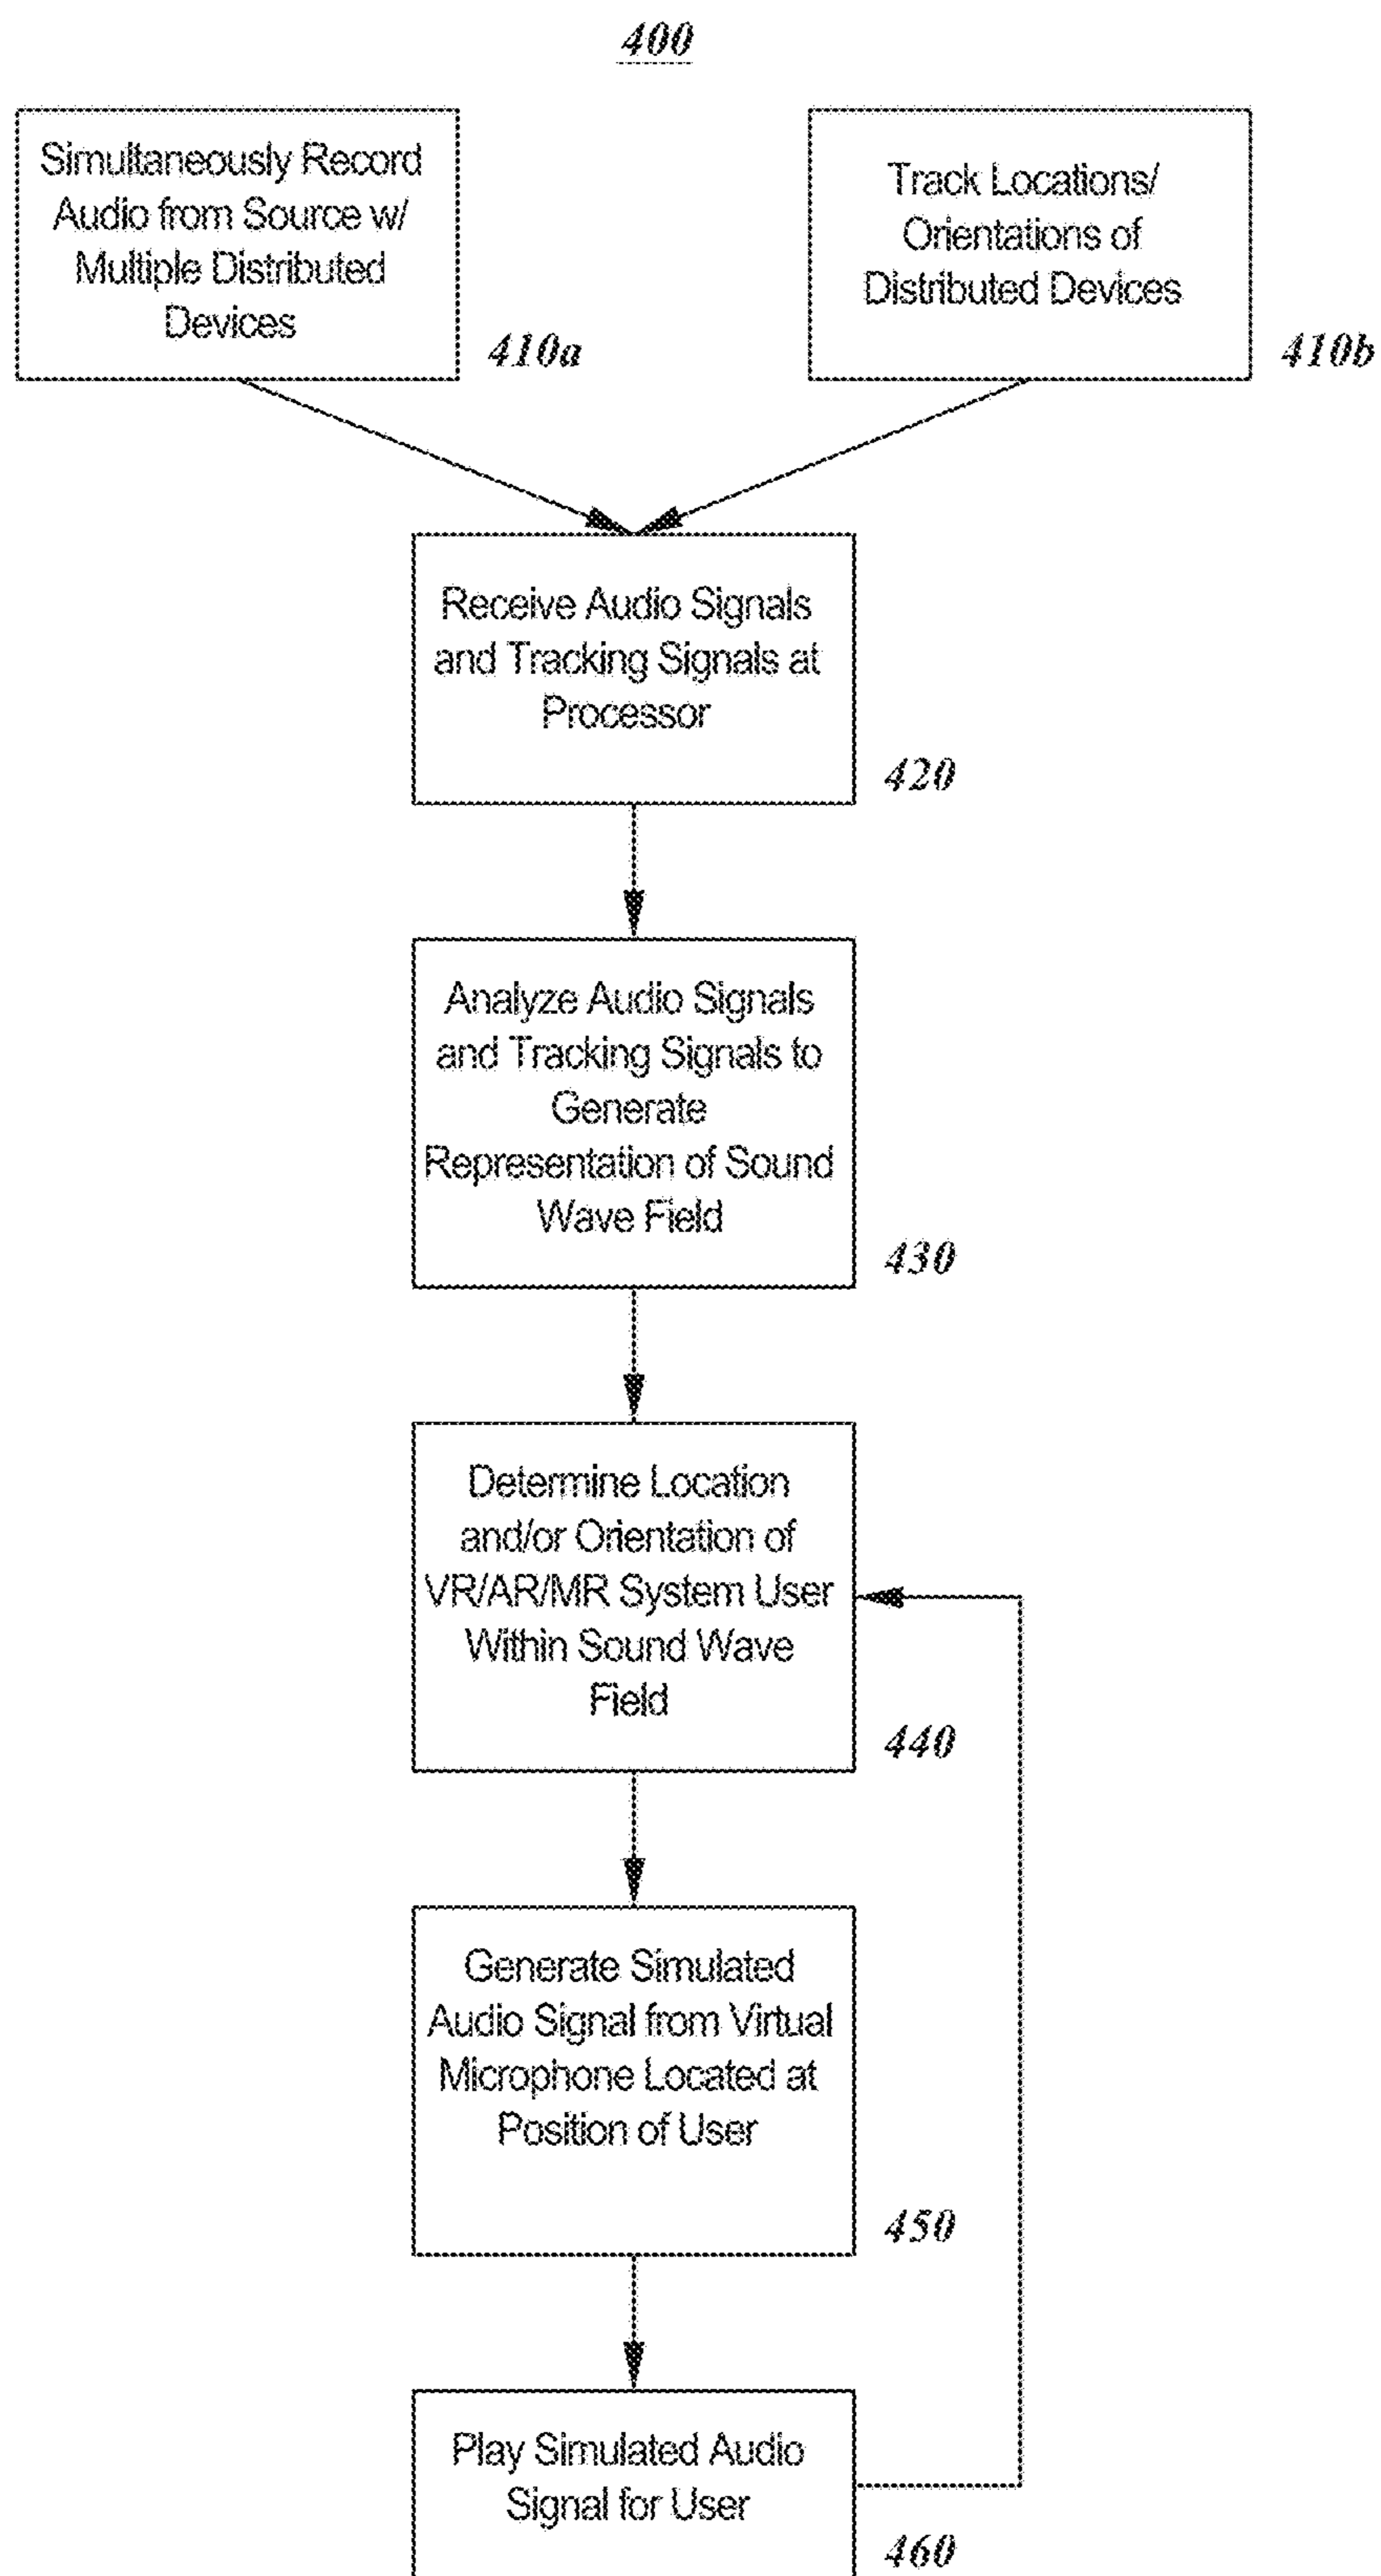 400
Simultaneously Record
Audio from Source w/
Multiple Distributed
Devices
410a
Track Locations/
Orientations of
Distributed Devices
410b
Receive Audio Signals
and Tracking Signals at
Processor
420
Analyze Audio Signals
and Tracking Signals to
Generate
Representation of Sound
Wave Field
430
Determine Location
and/or Orientation of
VR/AR/MR System User
Within Sound Wave
Field
440
Generate Simulated
Audio Signal from Virtual
Microphone Located at
Position of User
450
Play Simulated Audio
Signal for User
460